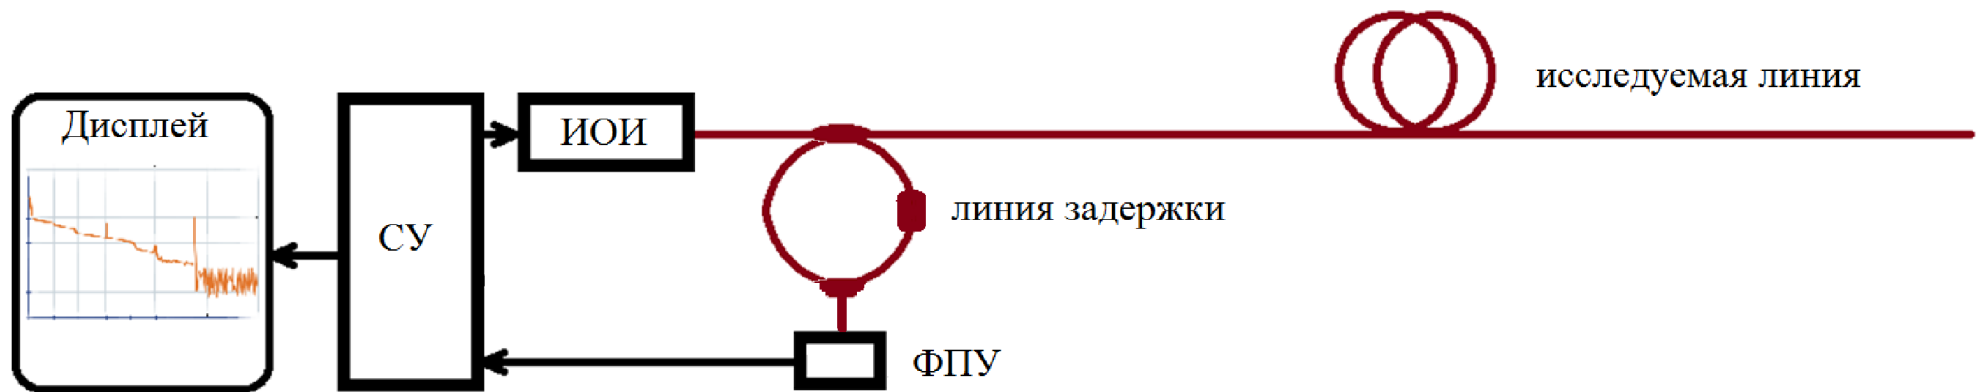 Дисплей
СУ
ИОИ
исследуемая линия
линия задержки
ФПУ